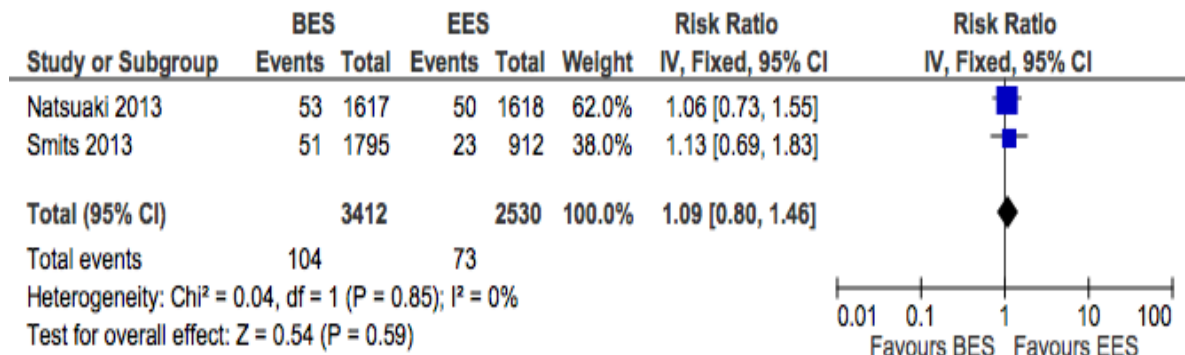 BES EES Risk Ratio Risk Ratio
Study or Subgroup Events Total Events Total Weight IV, Fixed, 95% CI IV, Fixed, 95% CI
Natsuaki 2013 53 1617 50 1618 62.0% 1.06 [0.73, 1.55]
Smits 2013 51 1795 23 912 38.0% 1.13 [0.69, 1.83]
Total (95% CI) 3412 2530 100.0% 1.09 [0.80, 1.46]
Total events 104 73
Heterogeneity: Chi² = 0.04, df = 1 (P = 0.85); I² = 0%
Test for overall effect: Z = 0.54 (P = 0.59)
0.01 0.1 1 10 100
Favours BES Favours EES